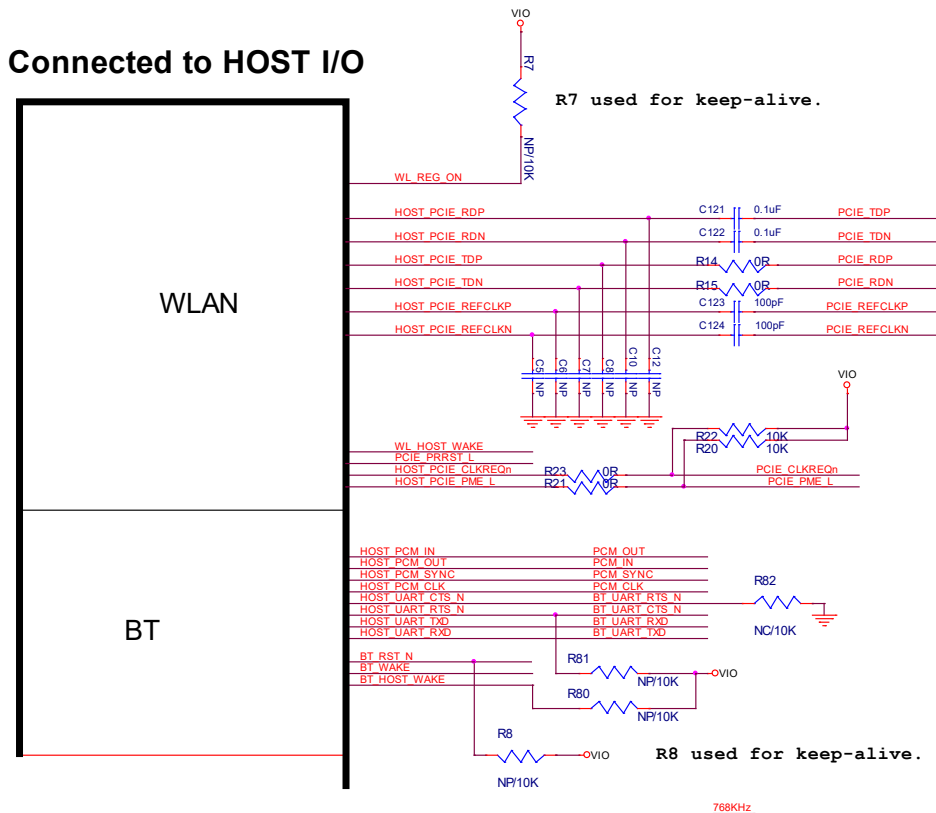 VIO
Connected to HOST I/O
R7
R7 used for keep-alive.
NP/10K
WL_REG_ON
HOST_PCIE_RDP C121 0.1uF PCIE_TDP
HOST_PCIE_RDN C122 0.1uF PCIE_TDN
HOST_PCIE_TDP R14 0R PCIE_RDP
HOST_PCIE_TDN R15 0R PCIE_RDN
WLAN
HOST_PCIE_REFCLKP C123 100pF PCIE_REFCLKP
HOST_PCIE_REFCLKN C124 100pF PCIE_REFCLKN
C5 C6 C7 C8 C10 C12
NP NP NP NP NP NP
VIO
R22 10K
R20 10K
WL_HOST_WAKE
PCIE_PRRST_L
HOST_PCIE_CLKREQn R23 0R PCIE_CLKREQn
HOST_PCIE_PME_L R21 0R PCIE_PME_L
HOST_PCM_IN PCM_OUT
HOST_PCM_OUT PCM_IN
HOST_PCM_SYNC PCM_SYNC
HOST_PCM_CLK PCM_CLK
R82
HOST_UART_CTS_N BT_UART_RTS_N
HOST_UART_RTS_N BT_UART_CTS_N
HOST_UART_TXD BT_UART_RXD
HOST_UART_RXD BT_UART_TXD
NC/10K
BT
BT_RST_N
BT_WAKE
BT_HOST_WAKE
R81
NP/10K
VIO
R80
NP/10K
R8
VIO
NP/10K
R8 used for keep-alive.
768KHz